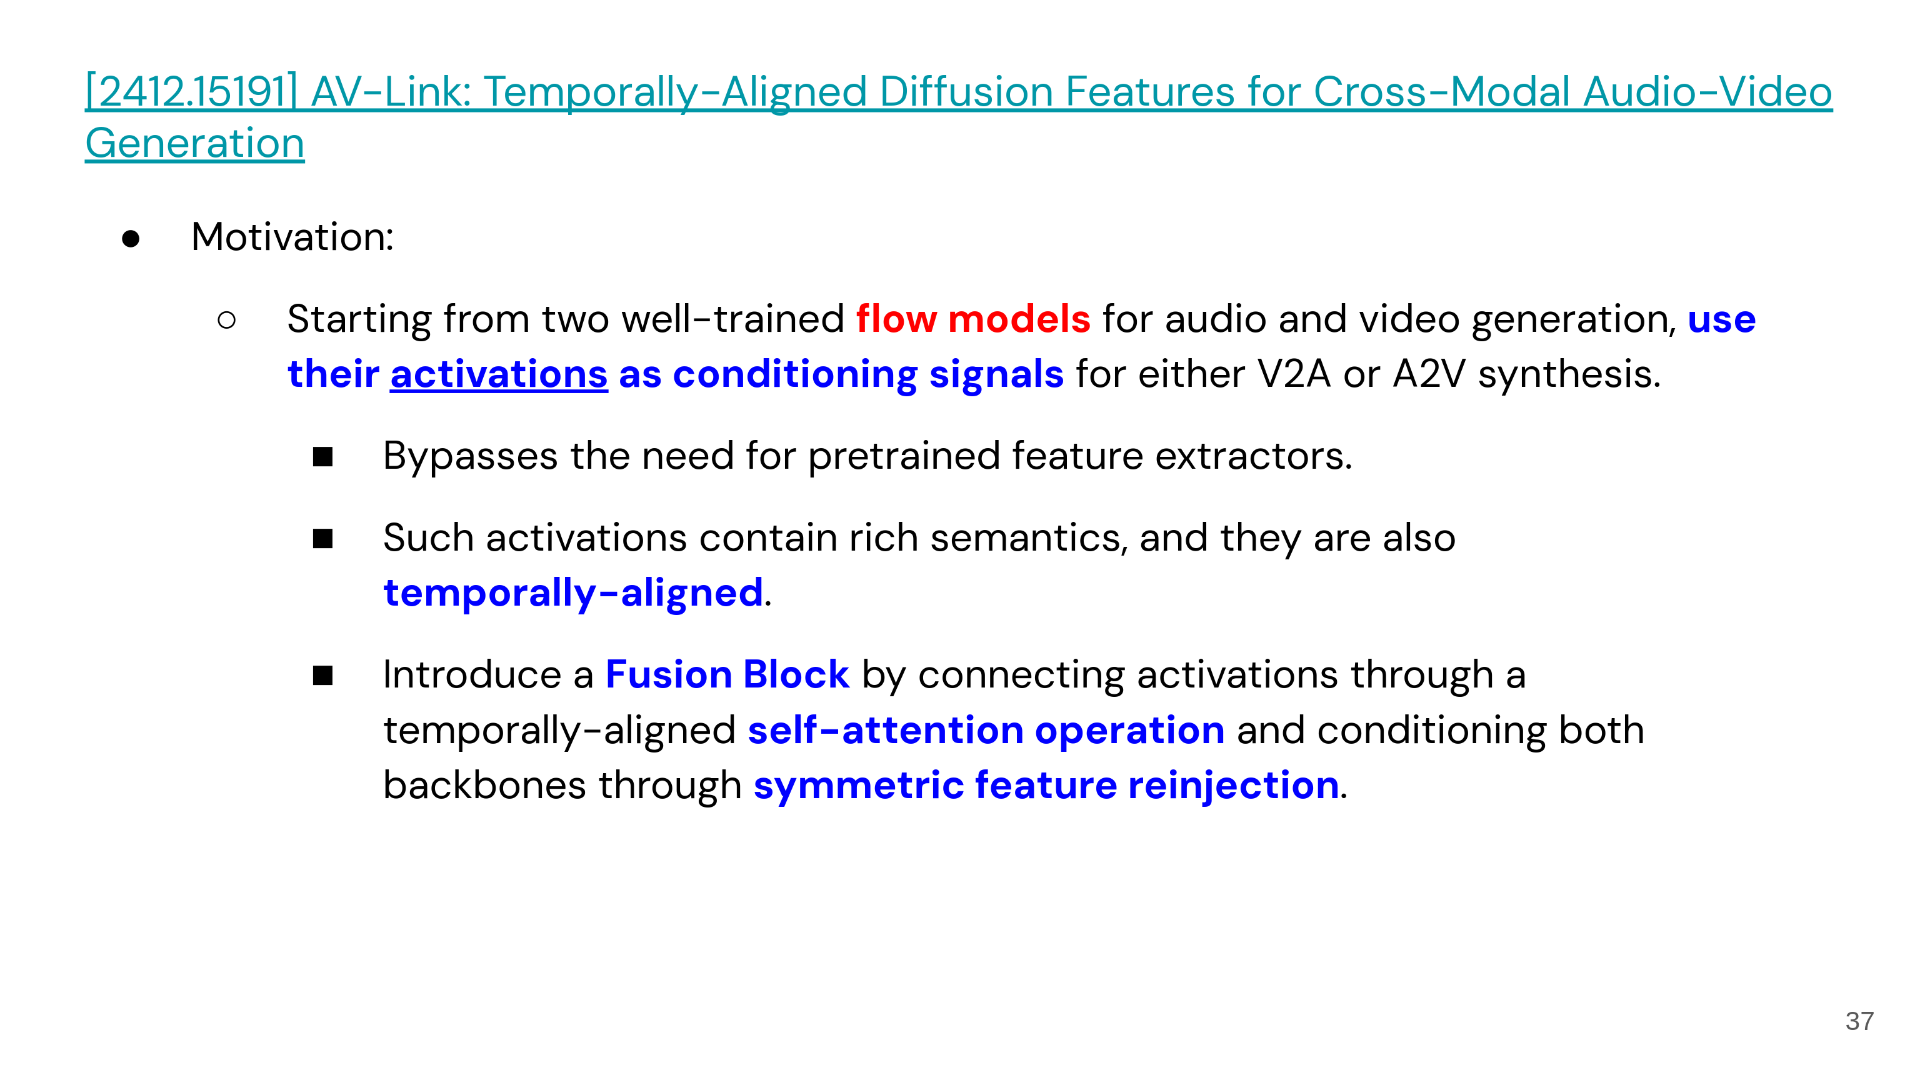 [2412.15191] AV-Link: Temporally-Aligned Diffusion Features for Cross-Modal Audio-Video
Generation
● Motivation:
○ Starting from two well-trained flow models for audio and video generation, use
their activations as conditioning signals for either V2A or A2V synthesis.
■ Bypasses the need for pretrained feature extractors.
■ Such activations contain rich semantics, and they are also
temporally-aligned.
■ Introduce a Fusion Block by connecting activations through a
temporally-aligned self-attention operation and conditioning both
backbones through symmetric feature reinjection.
37